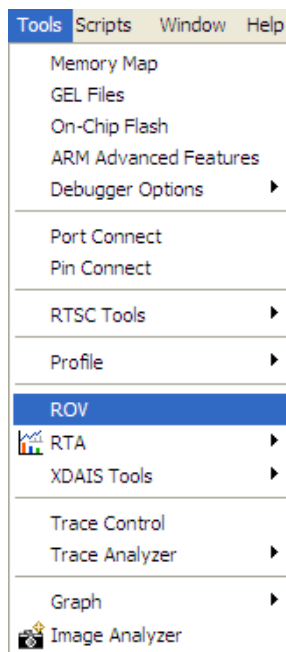 Tools Scripts Window Help
Memory Map
GEL Files
On-Chip Flash
ARM Advanced Features
Debugger Options
Port Connect
Pin Connect
RTSC Tools
Profile
ROV
RTA
XDAIS Tools
Trace Control
Trace Analyzer
Graph
Image Analyzer